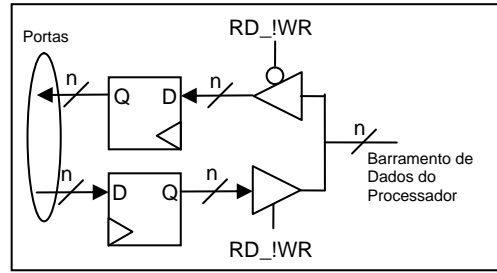 RD_!WR
Portas
n
Q
D
n
n
Barramento de
Dados do
Processador
n
D
Q
n
RD_!WR